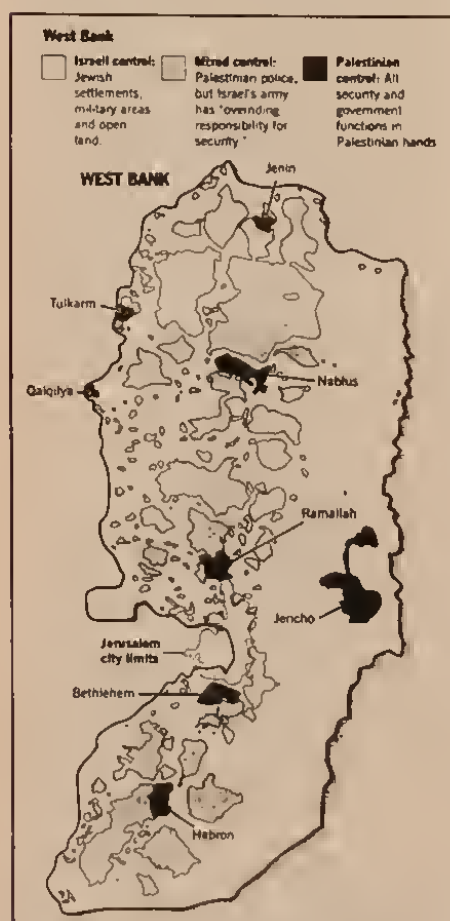 West Bank
Israeli control:
Jewish
settlements,
military areas
and open
land.
Mixed control:
Palestinian police,
but Israel's army
has "overriding
responsibility for
security."
Palestinian
control: All
security and
government
functions in
Palestinian hands
WEST BANK
Jenin
Tulkarm
Nablus
Qalqilya
Ramallah
Jericho
Jerusalem
city limits
Bethlehem
Hebron